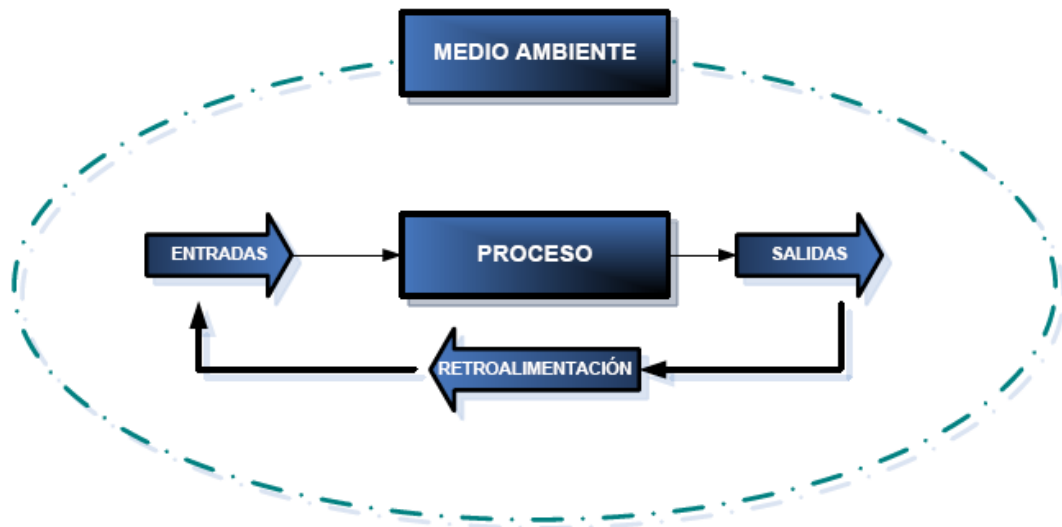 MEDIO AMBIENTE
ENTRADAS
PROCESO
SALIDAS
RETROALIMENTACIÓN